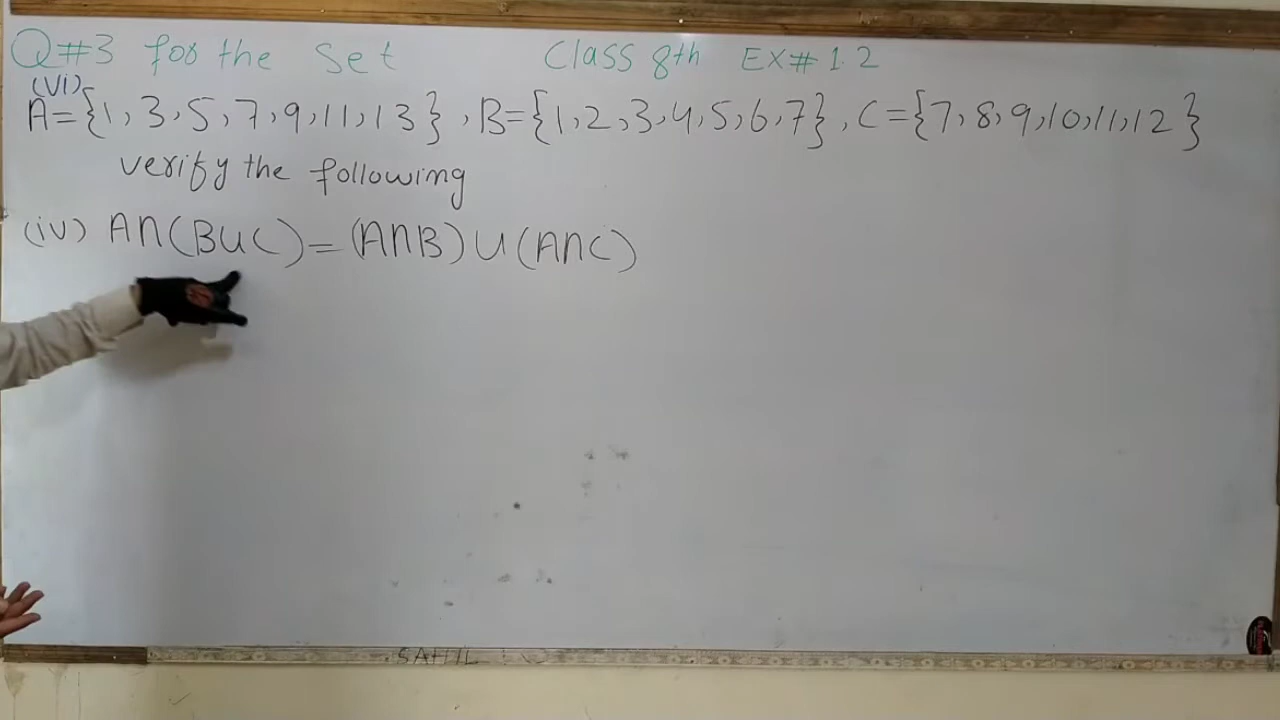 Q#3 for the Set Class 8th EX# 1.2
(vi)
A={1,3,5,7,9,11,13}, B={1,2,3,4,5,6,7}, C={7,8,9,10,11,12}
verify the following
(iv) A∩(B∪C)=(A∩B)∪(A∩C)
SAHIL